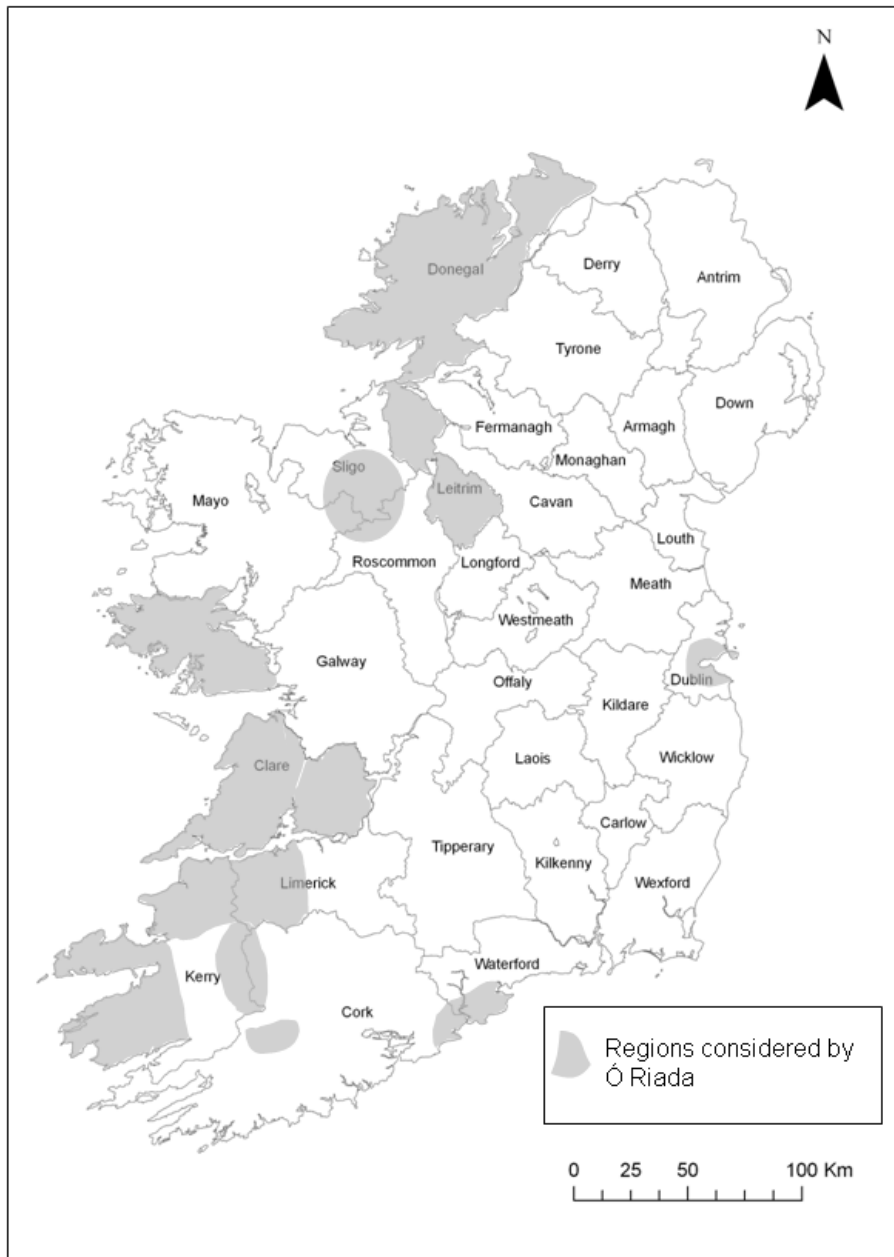 N
Donegal
Derry
Antrim
Tyrone
Down
Fermanagh
Armagh
Monaghan
Sligo
Leitrim
Cavan
Mayo
Louth
Roscommon
Longford
Meath
Westmeath
Galway
Offaly
Dublin
Kildare
Clare
Laois
Wicklow
Carlow
Tipperary
Kilkenny
Limerick
Wexford
Waterford
Kerry
Cork
Regions considered by
Ó Riada
0 25 50 100 Km